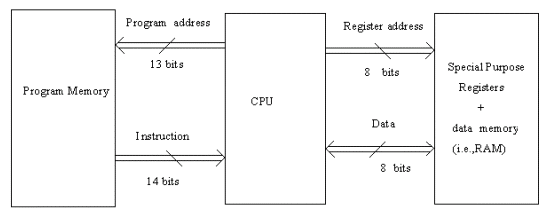 Program address
13 bits
Program Memory
Instruction
14 bits
CPU
Register address
8 bits
Data
8 bits
Special Purpose
Registers
+
data memory
(i.e.,RAM)